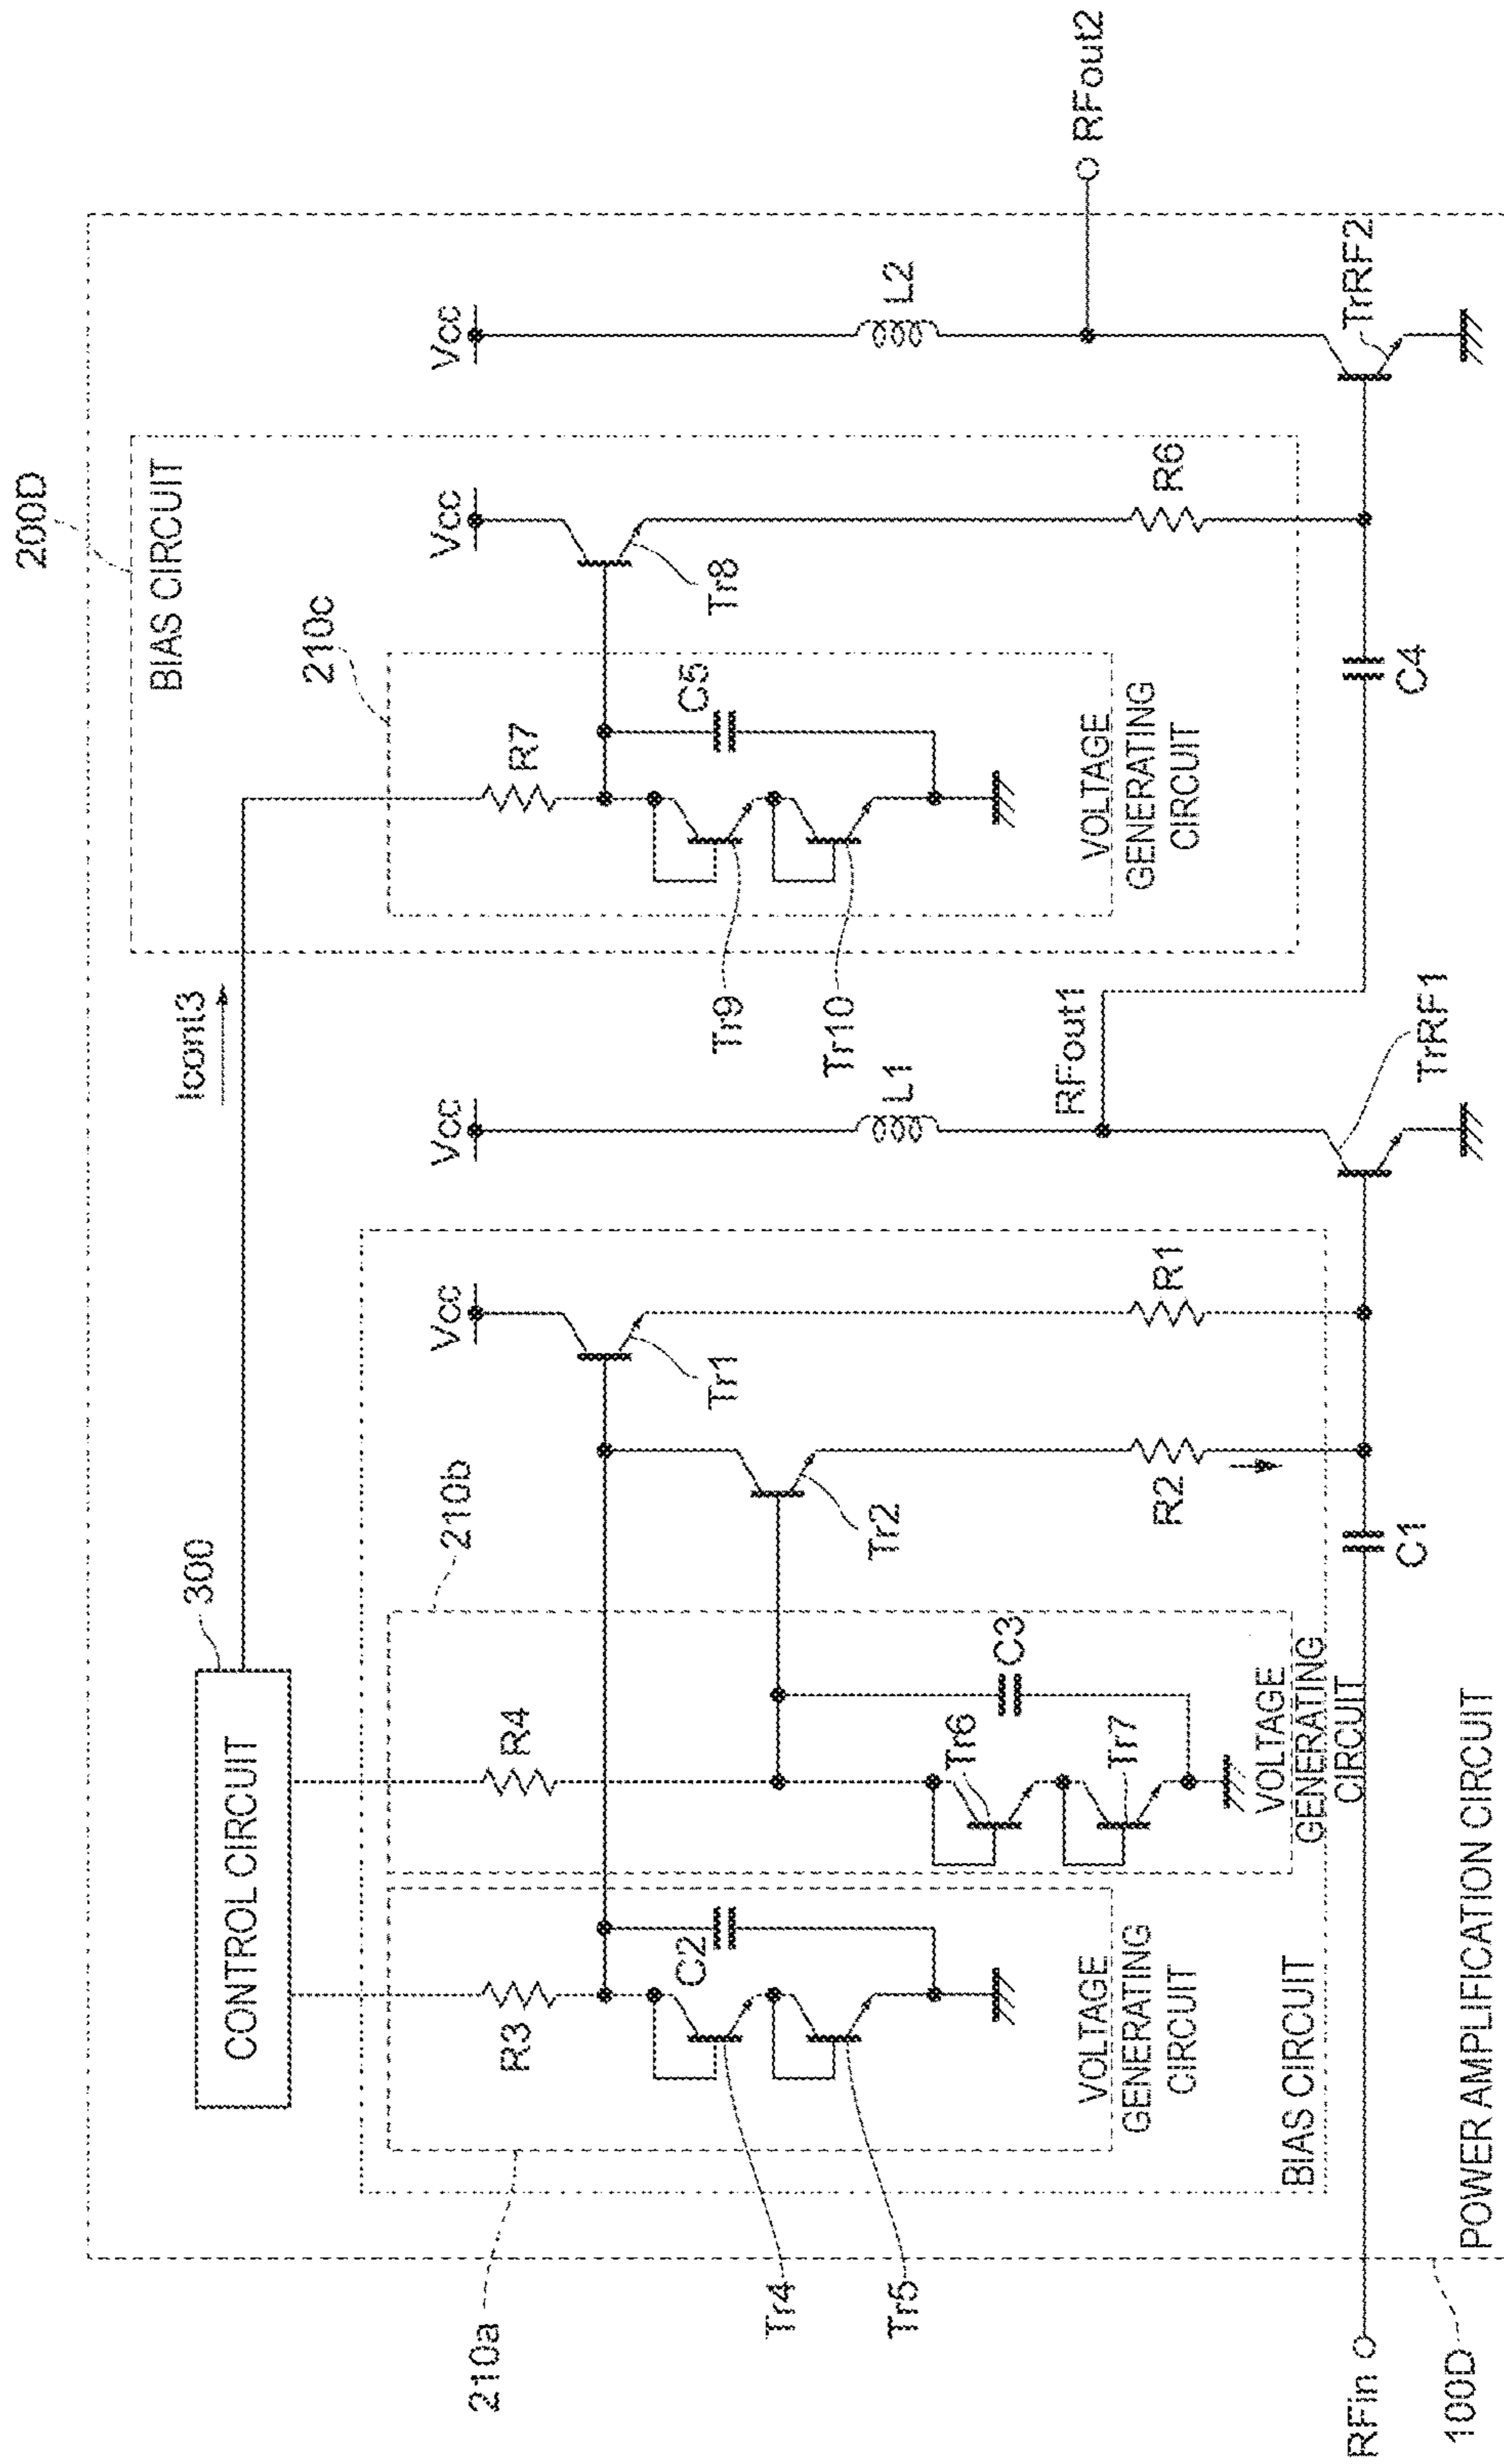 200D
BIAS CIRCUIT
Icont3
300
CONTROL CIRCUIT
210c
210b
210a
Vcc
Vcc
Vcc
Vcc
R3
R4
R7
C2
Tr1
C5
Tr8
Tr4
Tr5
Tr2
Tr9
Tr10
L1
L2
Tr6
C3
Tr7
RFout1
RFout2
VOLTAGE
GENERATING
CIRCUIT
VOLTAGE
GENERATING
CIRCUIT
VOLTAGE
GENERATING
CIRCUIT
R2
R1
R6
BIAS CIRCUIT
RFin
C1
C4
TrRF1
TrRF2
100D
POWER AMPLIFICATION CIRCUIT